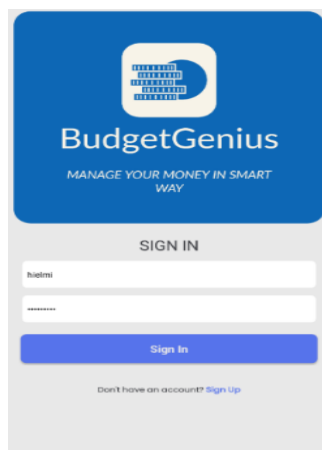 BudgetGenius
MANAGE YOUR MONEY IN SMART
WAY
SIGN IN
hielmi
Sign In
Don't have an account? Sign Up